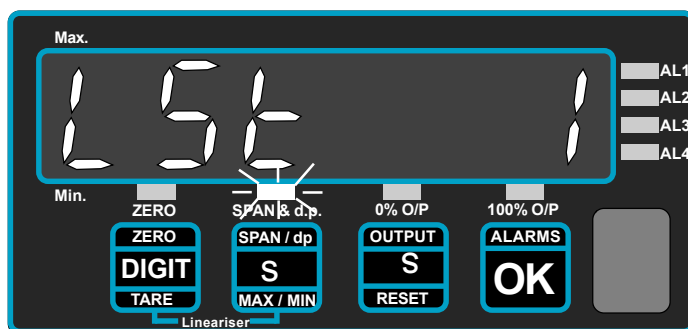 Max.
LSt 1
AL1
AL2
AL3
AL4
Min.
ZERO SPAN & d.p. 0% O/P 100% O/P
ZERO SPAN / dp OUTPUT ALARMS
DIGIT S S OK
TARE MAX / MIN RESET
Lineariser